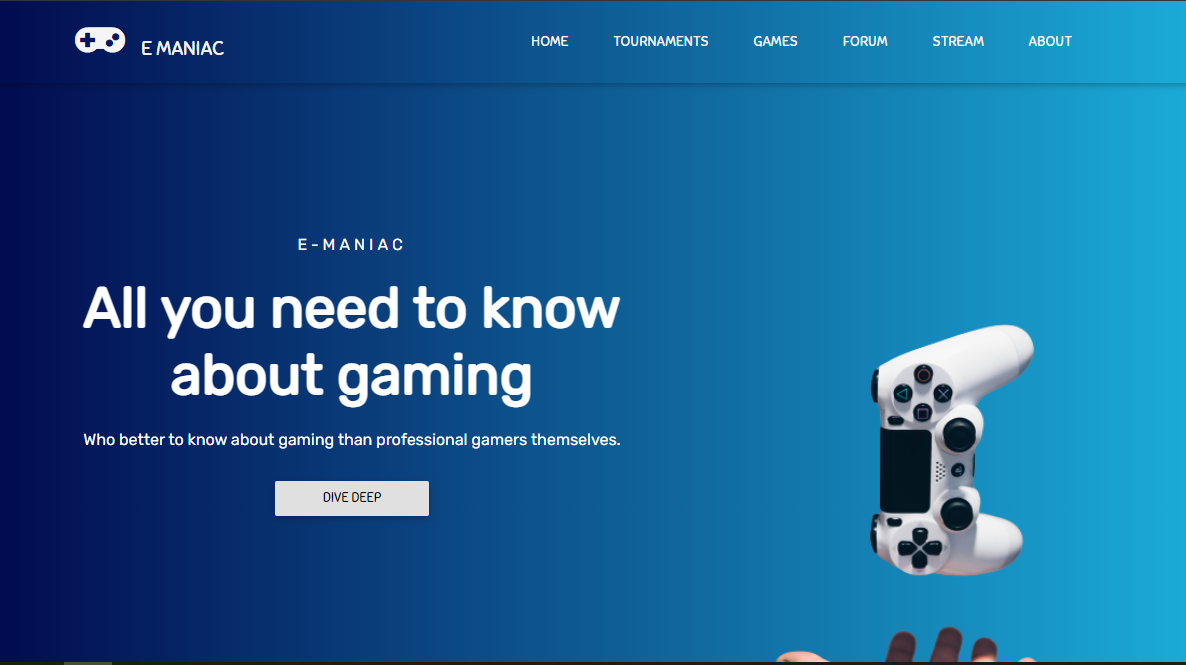 E MANIAC
HOME TOURNAMENTS GAMES FORUM STREAM ABOUT
E-MANIAC
All you need to know
about gaming
Who better to know about gaming than professional gamers themselves.
DIVE DEEP